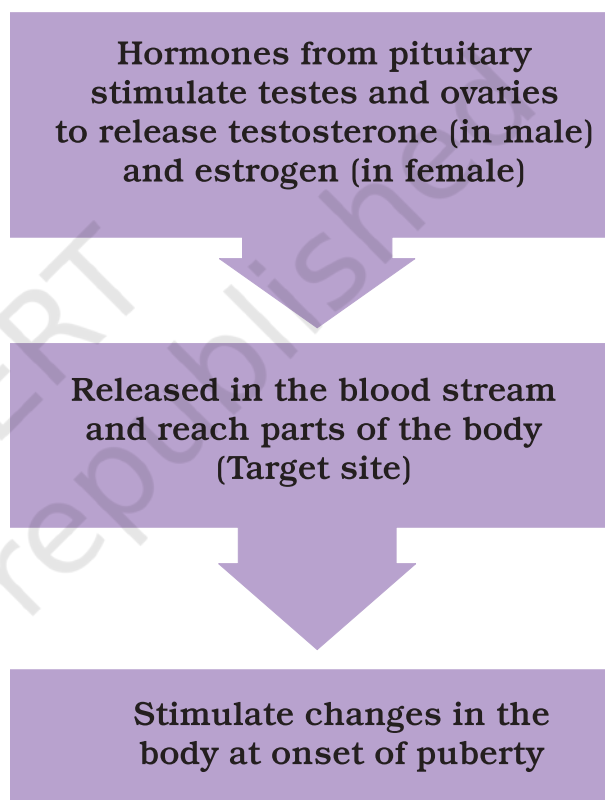 Hormones from pituitary
stimulate testes and ovaries
to release testosterone (in male)
and estrogen (in female)
Released in the blood stream
and reach parts of the body
(Target site)
Stimulate changes in the
body at onset of puberty
republished